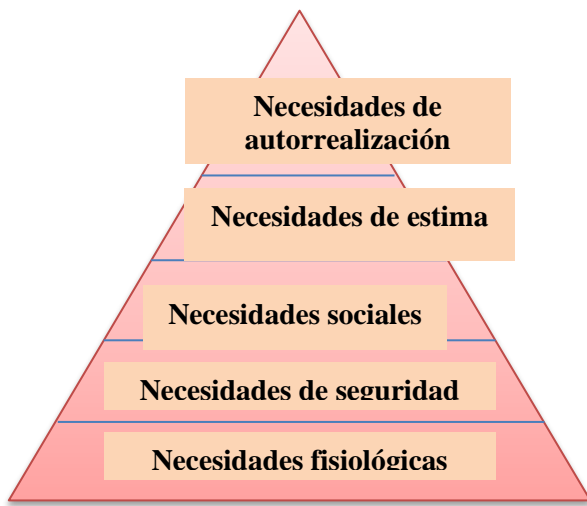 Necesidades de
autorrealización
Necesidades de estima
Necesidades sociales
Necesidades de seguridad
Necesidades fisiológicas